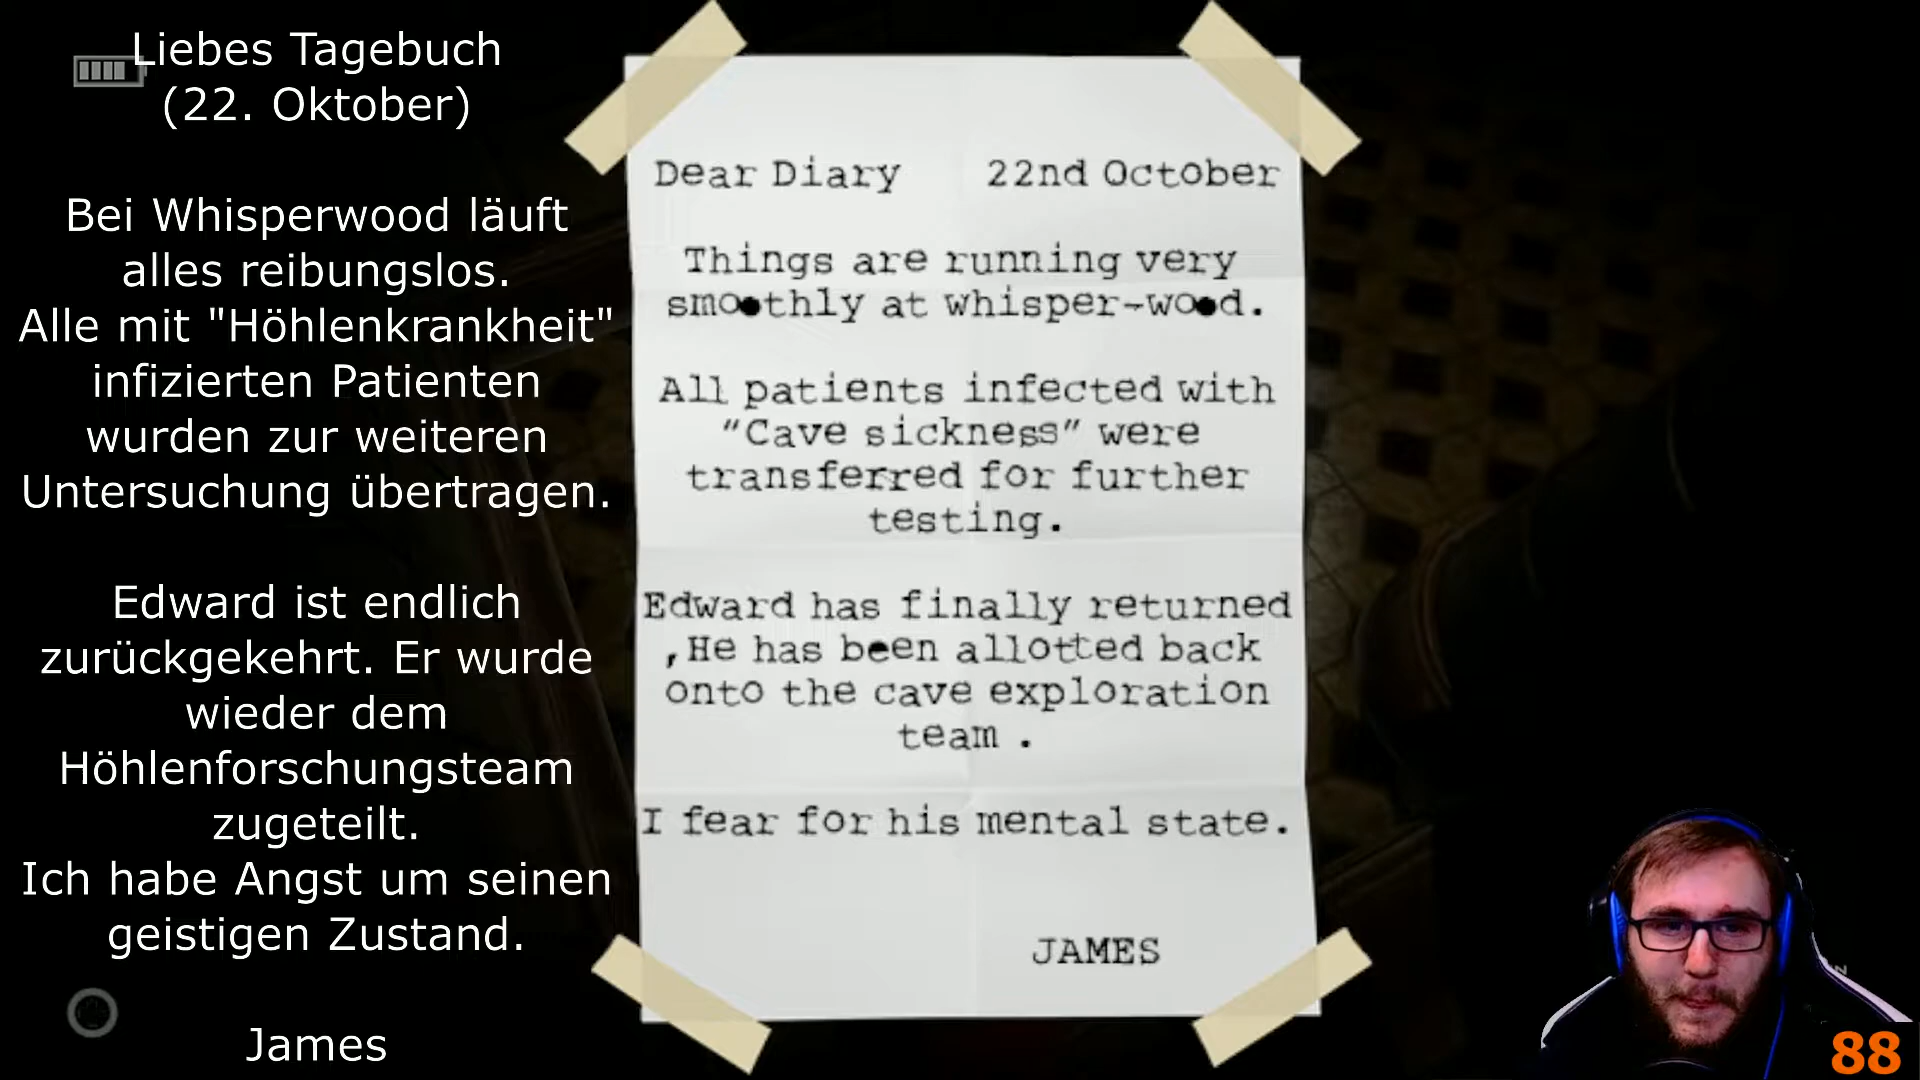 Liebes Tagebuch
(22. Oktober)
Bei Whisperwood läuft
alles reibungslos.
Alle mit "Höhlenkrankheit"
infizierten Patienten
wurden zur weiteren
Untersuchung übertragen.
Edward ist endlich
zurückgekehrt. Er wurde
wieder dem
Höhlenforschungsteam
zugeteilt.
Ich habe Angst um seinen
geistigen Zustand.
James
Dear Diary 22nd October
Things are running very
smoothly at whisper-wood.
All patients infected with
"Cave sickness" were
transferred for further
testing.
Edward has finally returned
,He has been allotted back
onto the cave exploration
team .
I fear for his mental state.
JAMES
88